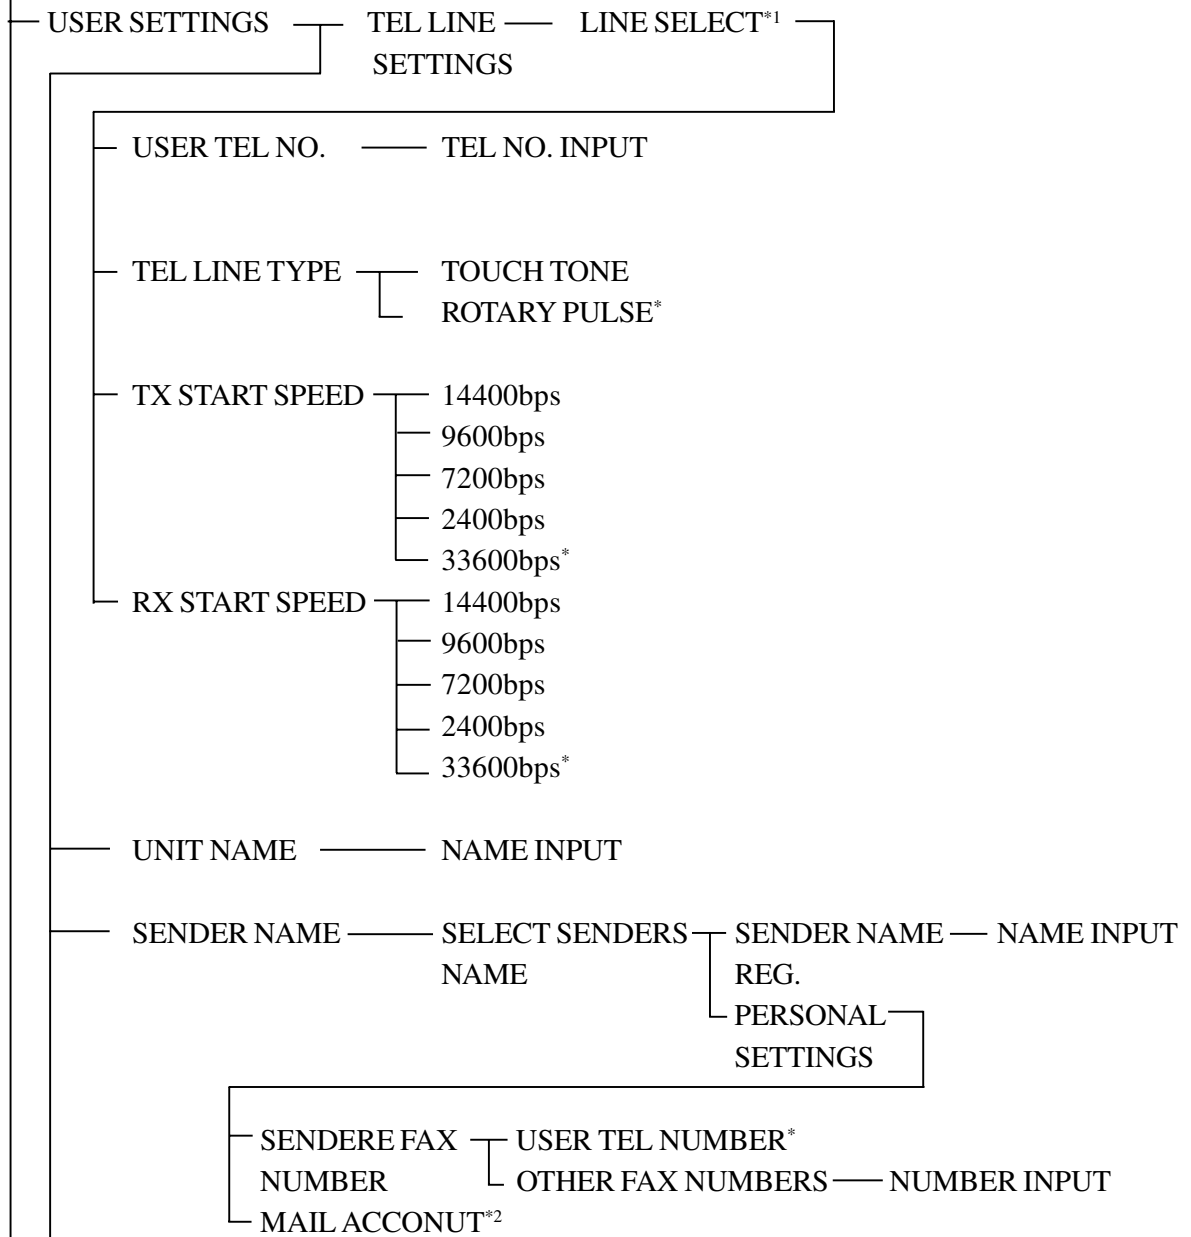 USER SETTINGS TEL LINE LINE SELECT*1
SETTINGS
USER TEL NO. TEL NO. INPUT
TEL LINE TYPE TOUCH TONE
ROTARY PULSE*
TX START SPEED 14400bps
9600bps
7200bps
2400bps
33600bps*
RX START SPEED 14400bps
9600bps
7200bps
2400bps
33600bps*
UNIT NAME NAME INPUT
SENDER NAME SELECT SENDERS SENDER NAME NAME INPUT
NAME REG.
PERSONAL
SETTINGS
SENDERE FAX USER TEL NUMBER*
NUMBER OTHER FAX NUMBERS NUMBER INPUT
MAIL ACCONUT*2